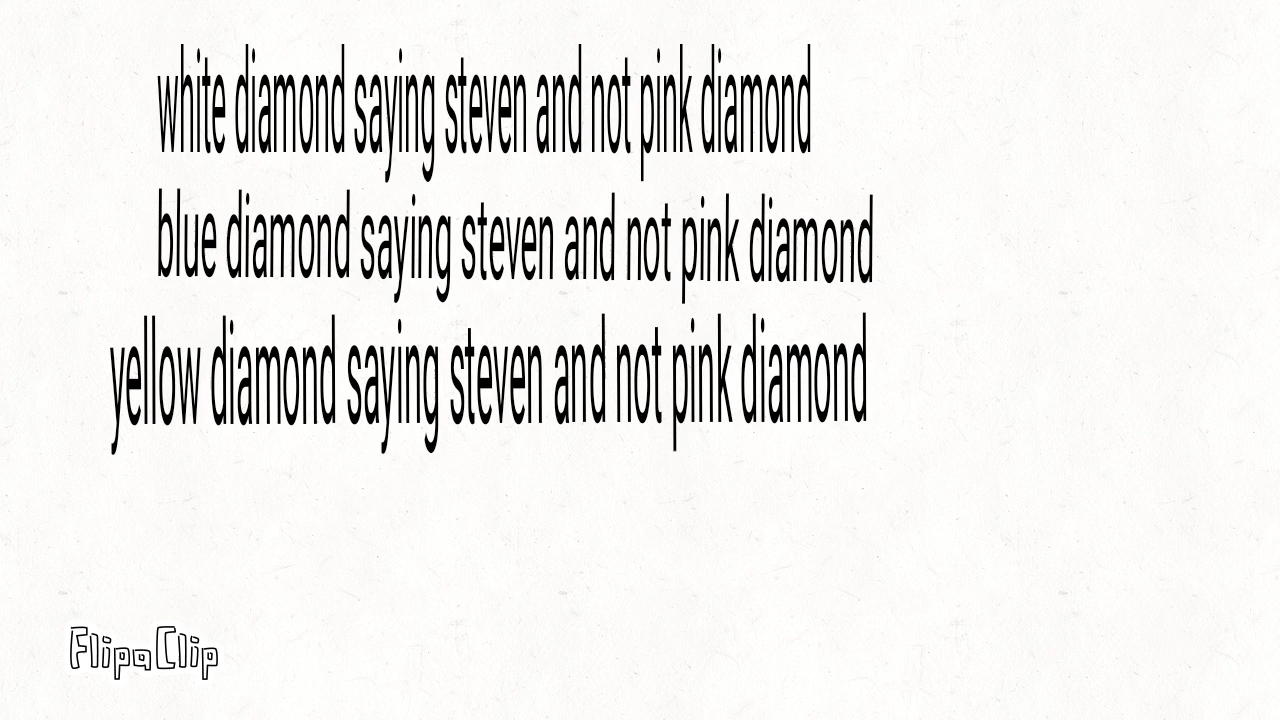 white diamond saying steven and not pink diamond
blue diamond saying steven and not pink diamond
yellow diamond saying steven and not pink diamond
FlipaClip